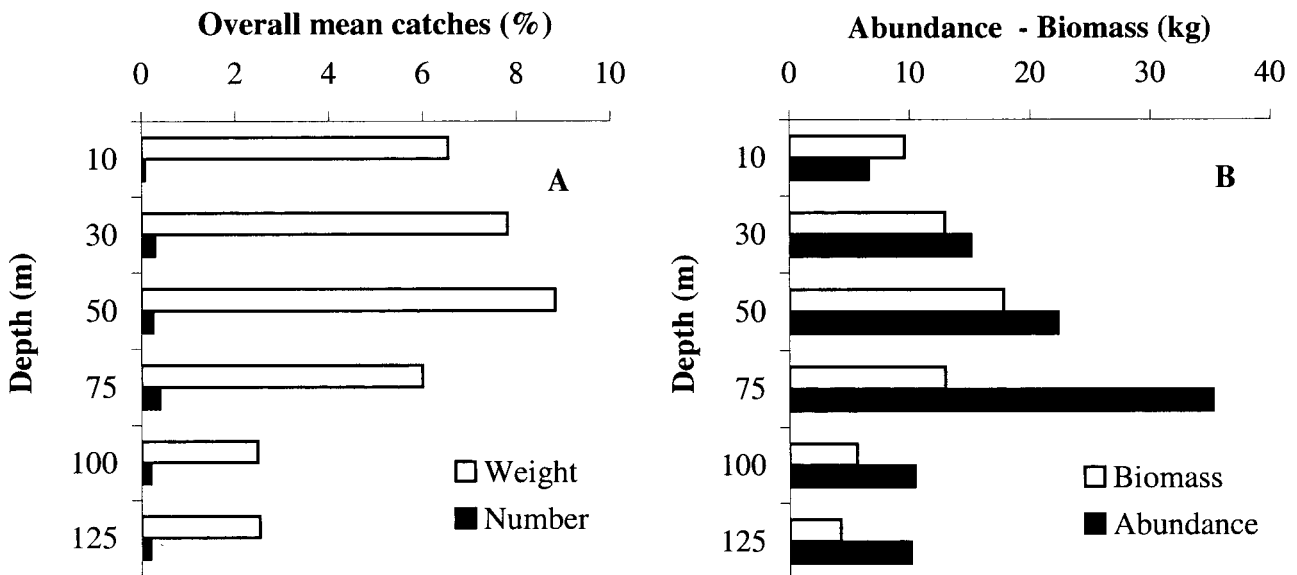 Overall mean catches (%)
0 2 4 6 8 10
Depth (m)
10
30
50
75
100
125
A
Weight
Number
Abundance - Biomass (kg)
0 10 20 30 40
Depth (m)
10
30
50
75
100
125
B
Biomass
Abundance